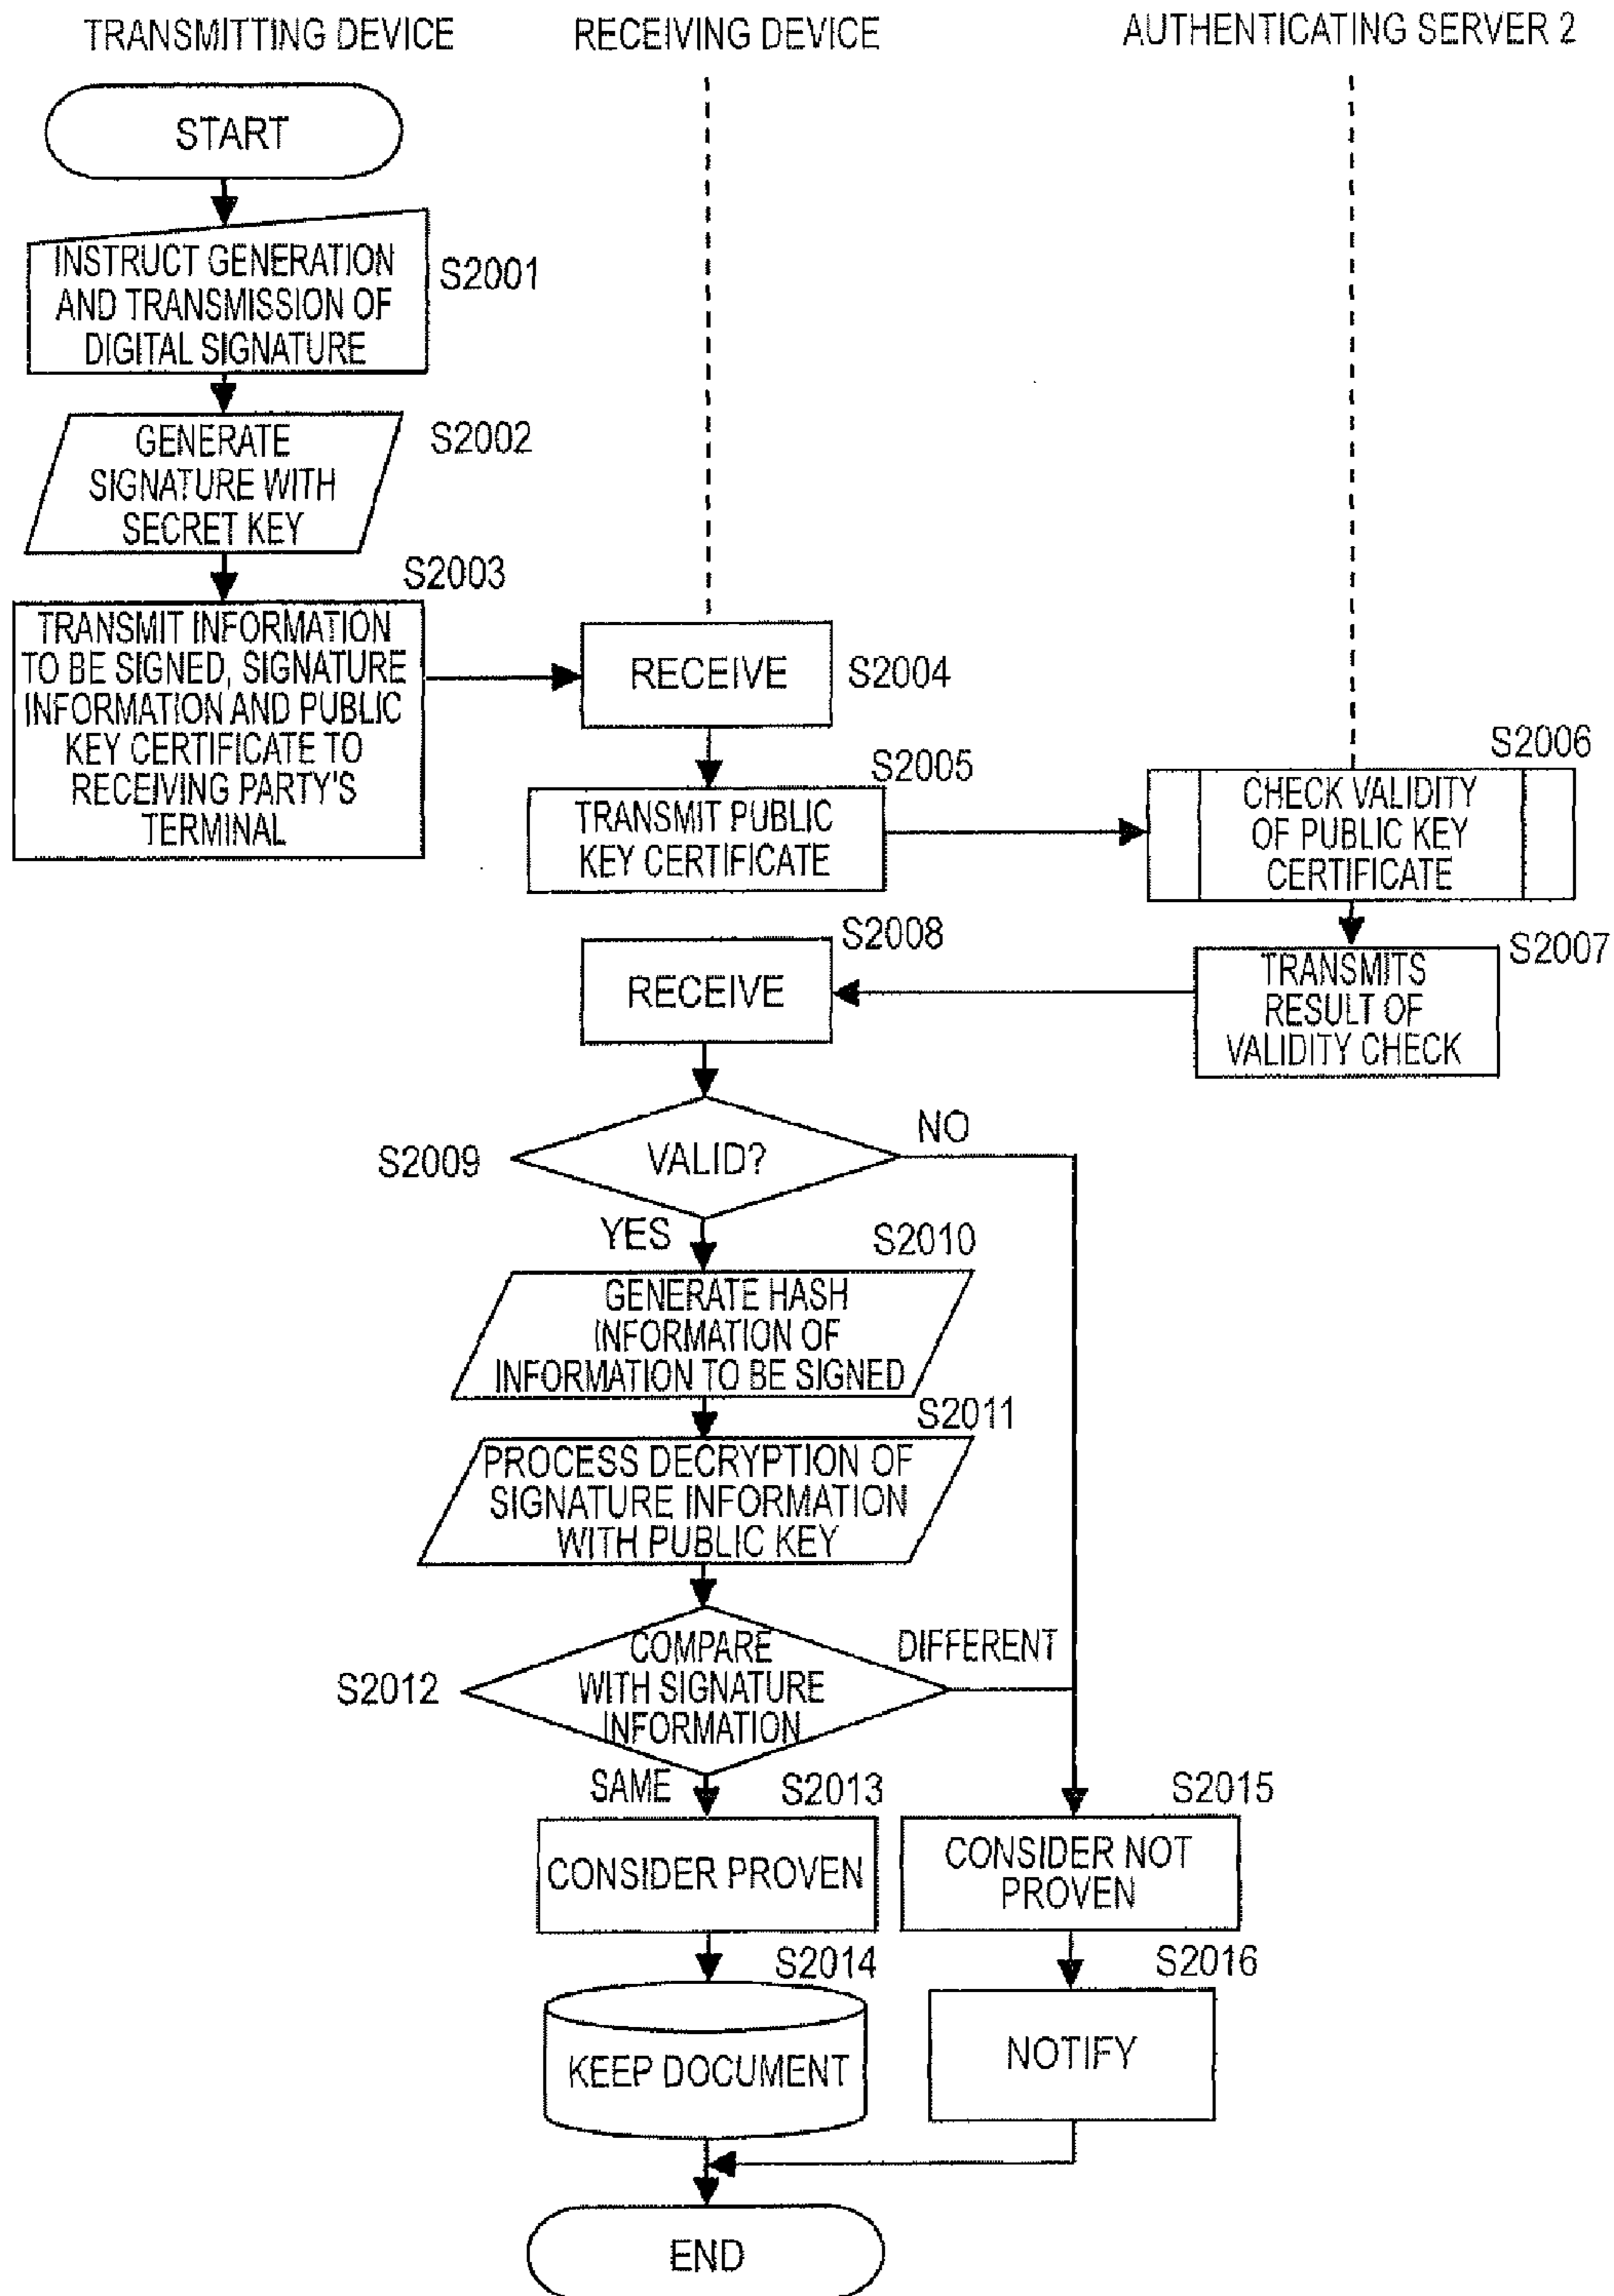 TRANSMITTING DEVICE
RECEIVING DEVICE
AUTHENTICATING SERVER 2
START
INSTRUCT GENERATION
AND TRANSMISSION OF
DIGITAL SIGNATURE
S2001
GENERATE
SIGNATURE WITH
SECRET KEY
S2002
S2003
TRANSMIT INFORMATION
TO BE SIGNED, SIGNATURE
INFORMATION AND PUBLIC
KEY CERTIFICATE TO
RECEIVING PARTY'S
TERMINAL
RECEIVE
S2004
S2005
TRANSMIT PUBLIC
KEY CERTIFICATE
S2006
CHECK VALIDITY
OF PUBLIC KEY
CERTIFICATE
S2007
TRANSMITS
RESULT OF
VALIDITY CHECK
S2008
RECEIVE
S2009
VALID?
NO
YES
S2010
GENERATE HASH
INFORMATION OF
INFORMATION TO BE SIGNED
S2011
PROCESS DECRYPTION OF
SIGNATURE INFORMATION
WITH PUBLIC KEY
S2012
COMPARE
WITH SIGNATURE
INFORMATION
DIFFERENT
SAME
S2013
CONSIDER PROVEN
S2015
CONSIDER NOT
PROVEN
S2014
KEEP DOCUMENT
S2016
NOTIFY
END